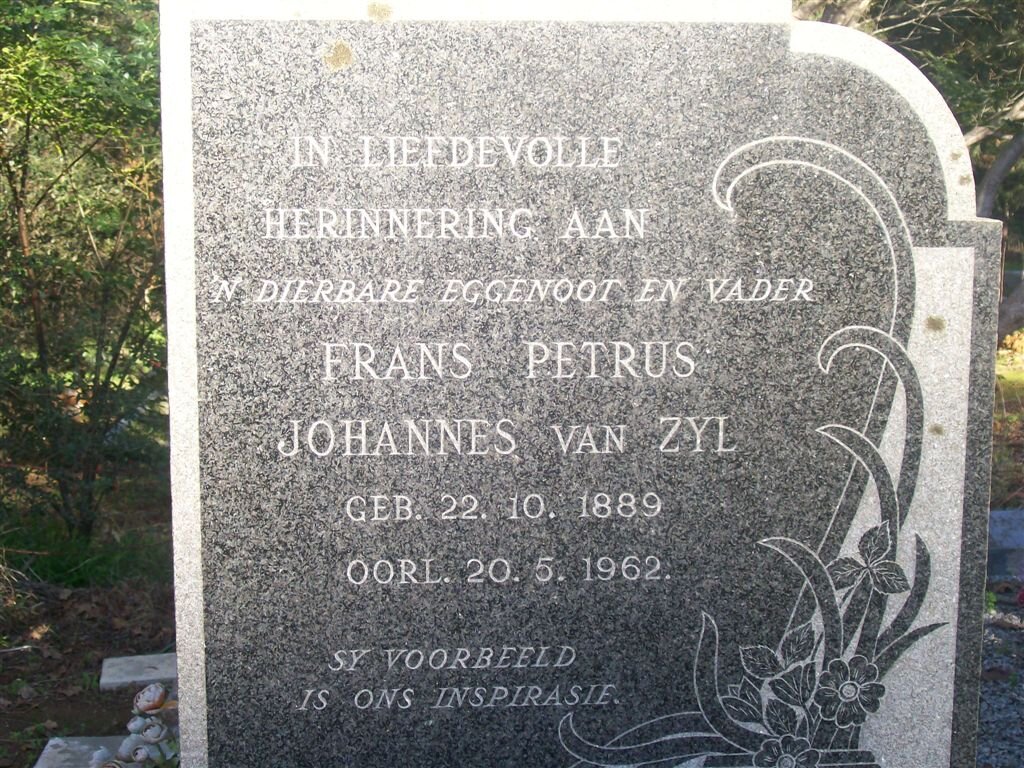 IN LIEFDEVOLLE
HERINNERING AAN
'N DIERBARE EGGENOOT EN VADER
FRANS PETRUS
JOHANNES VAN ZYL
GEB. 22. 10. 1889
OORL. 20. 5. 1962.
SY VOORBEELD
IS ONS INSPIRASIE.